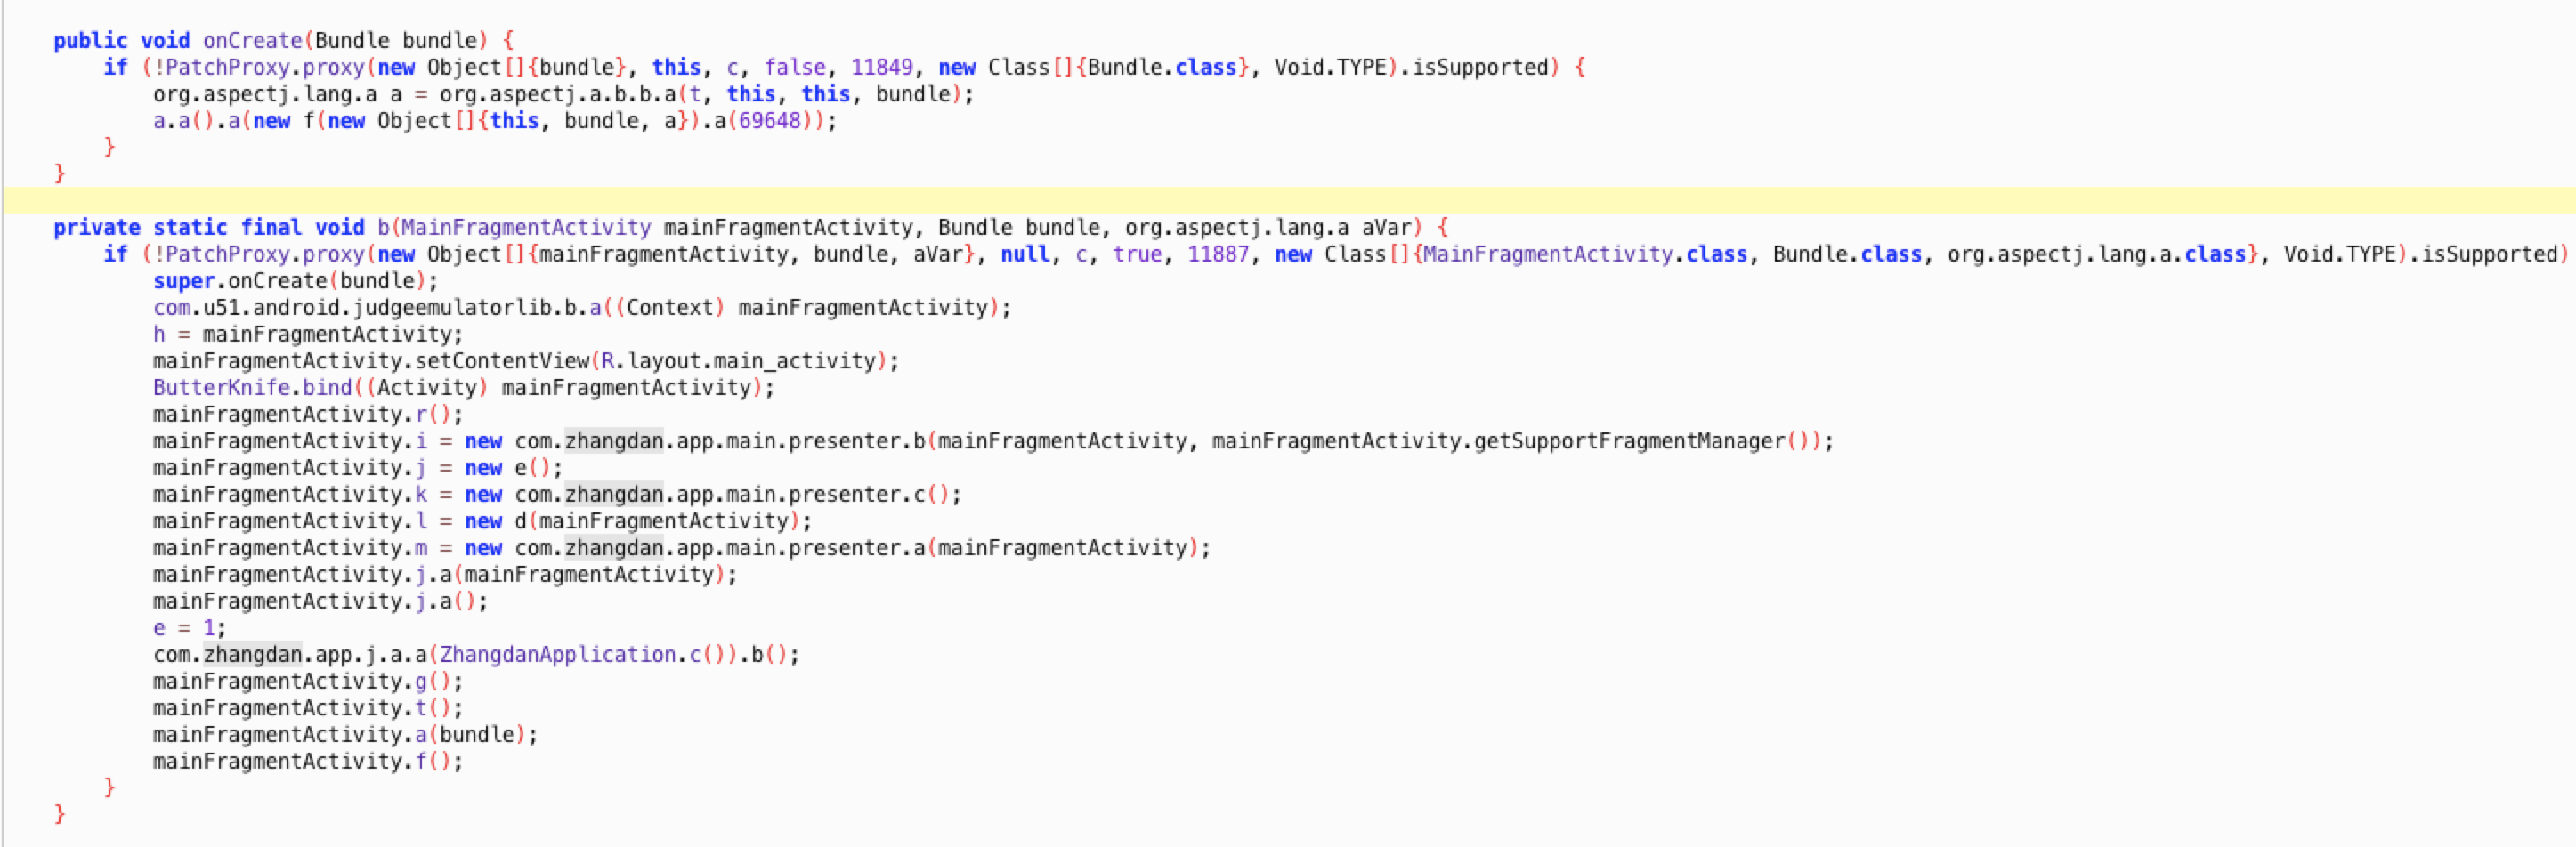 public void onCreate(Bundle bundle) {
if (!PatchProxy.proxy(new Object[]{bundle}, this, c, false, 11849, new Class[]{Bundle.class}, Void.TYPE).isSupported) {
org.aspectj.lang.a a = org.aspectj.a.b.b.a(t, this, this, bundle);
a.a().a(new f(new Object[]{this, bundle, a}).a(69648));
}
}
private static final void b(MainFragmentActivity mainFragmentActivity, Bundle bundle, org.aspectj.lang.a aVar) {
if (!PatchProxy.proxy(new Object[]{mainFragmentActivity, bundle, aVar}, null, c, true, 11887, new Class[]{MainFragmentActivity.class, Bundle.class, org.aspectj.lang.a.class}, Void.TYPE).isSupported)
super.onCreate(bundle);
com.u51.android.judgeemulatorlib.b.a((Context) mainFragmentActivity);
h = mainFragmentActivity;
mainFragmentActivity.setContentView(R.layout.main_activity);
ButterKnife.bind((Activity) mainFragmentActivity);
mainFragmentActivity.r();
mainFragmentActivity.i = new com.zhangdan.app.main.presenter.b(mainFragmentActivity, mainFragmentActivity.getSupportFragmentManager());
mainFragmentActivity.j = new e();
mainFragmentActivity.k = new com.zhangdan.app.main.presenter.c();
mainFragmentActivity.l = new d(mainFragmentActivity);
mainFragmentActivity.m = new com.zhangdan.app.main.presenter.a(mainFragmentActivity);
mainFragmentActivity.j.a(mainFragmentActivity);
mainFragmentActivity.j.a();
e = 1;
com.zhangdan.app.j.a.a(ZhangdanApplication.c()).b();
mainFragmentActivity.g();
mainFragmentActivity.t();
mainFragmentActivity.a(bundle);
mainFragmentActivity.f();
}
}